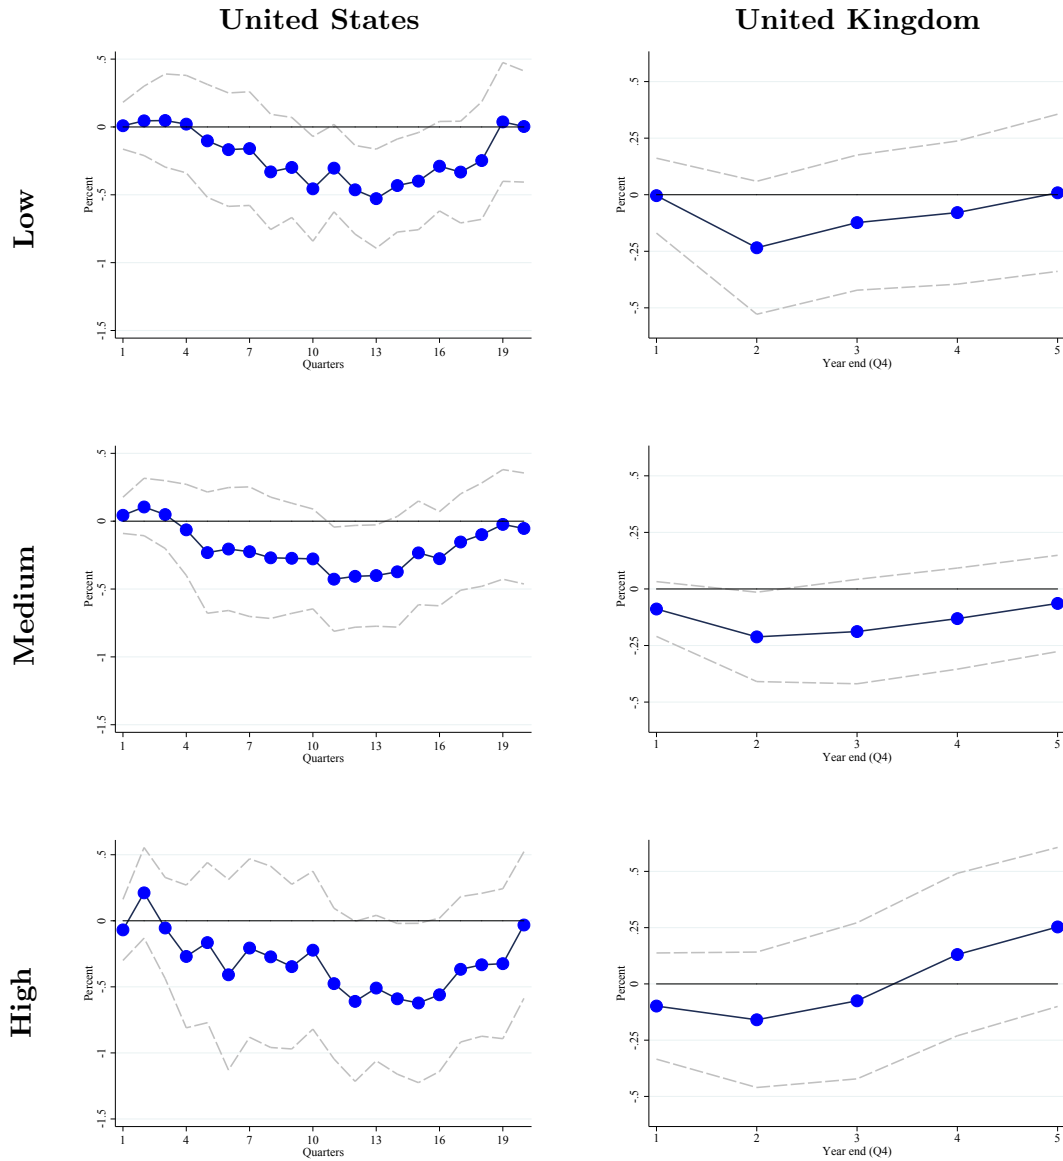 United States United Kingdom
Low
Percent
.5
0
-.5
-1
-1.5
1 4 7 10 13 16 19
Quarters
Percent
.5
.25
0
-.25
-.5
1 2 3 4 5
Year end (Q4)
Medium
Percent
.5
0
-.5
-1
-1.5
1 4 7 10 13 16 19
Quarters
Percent
.5
.25
0
-.25
-.5
1 2 3 4 5
Year end (Q4)
High
Percent
.5
0
-.5
-1
-1.5
1 4 7 10 13 16 19
Quarters
Percent
.5
.25
0
-.25
-.5
1 2 3 4 5
Year end (Q4)